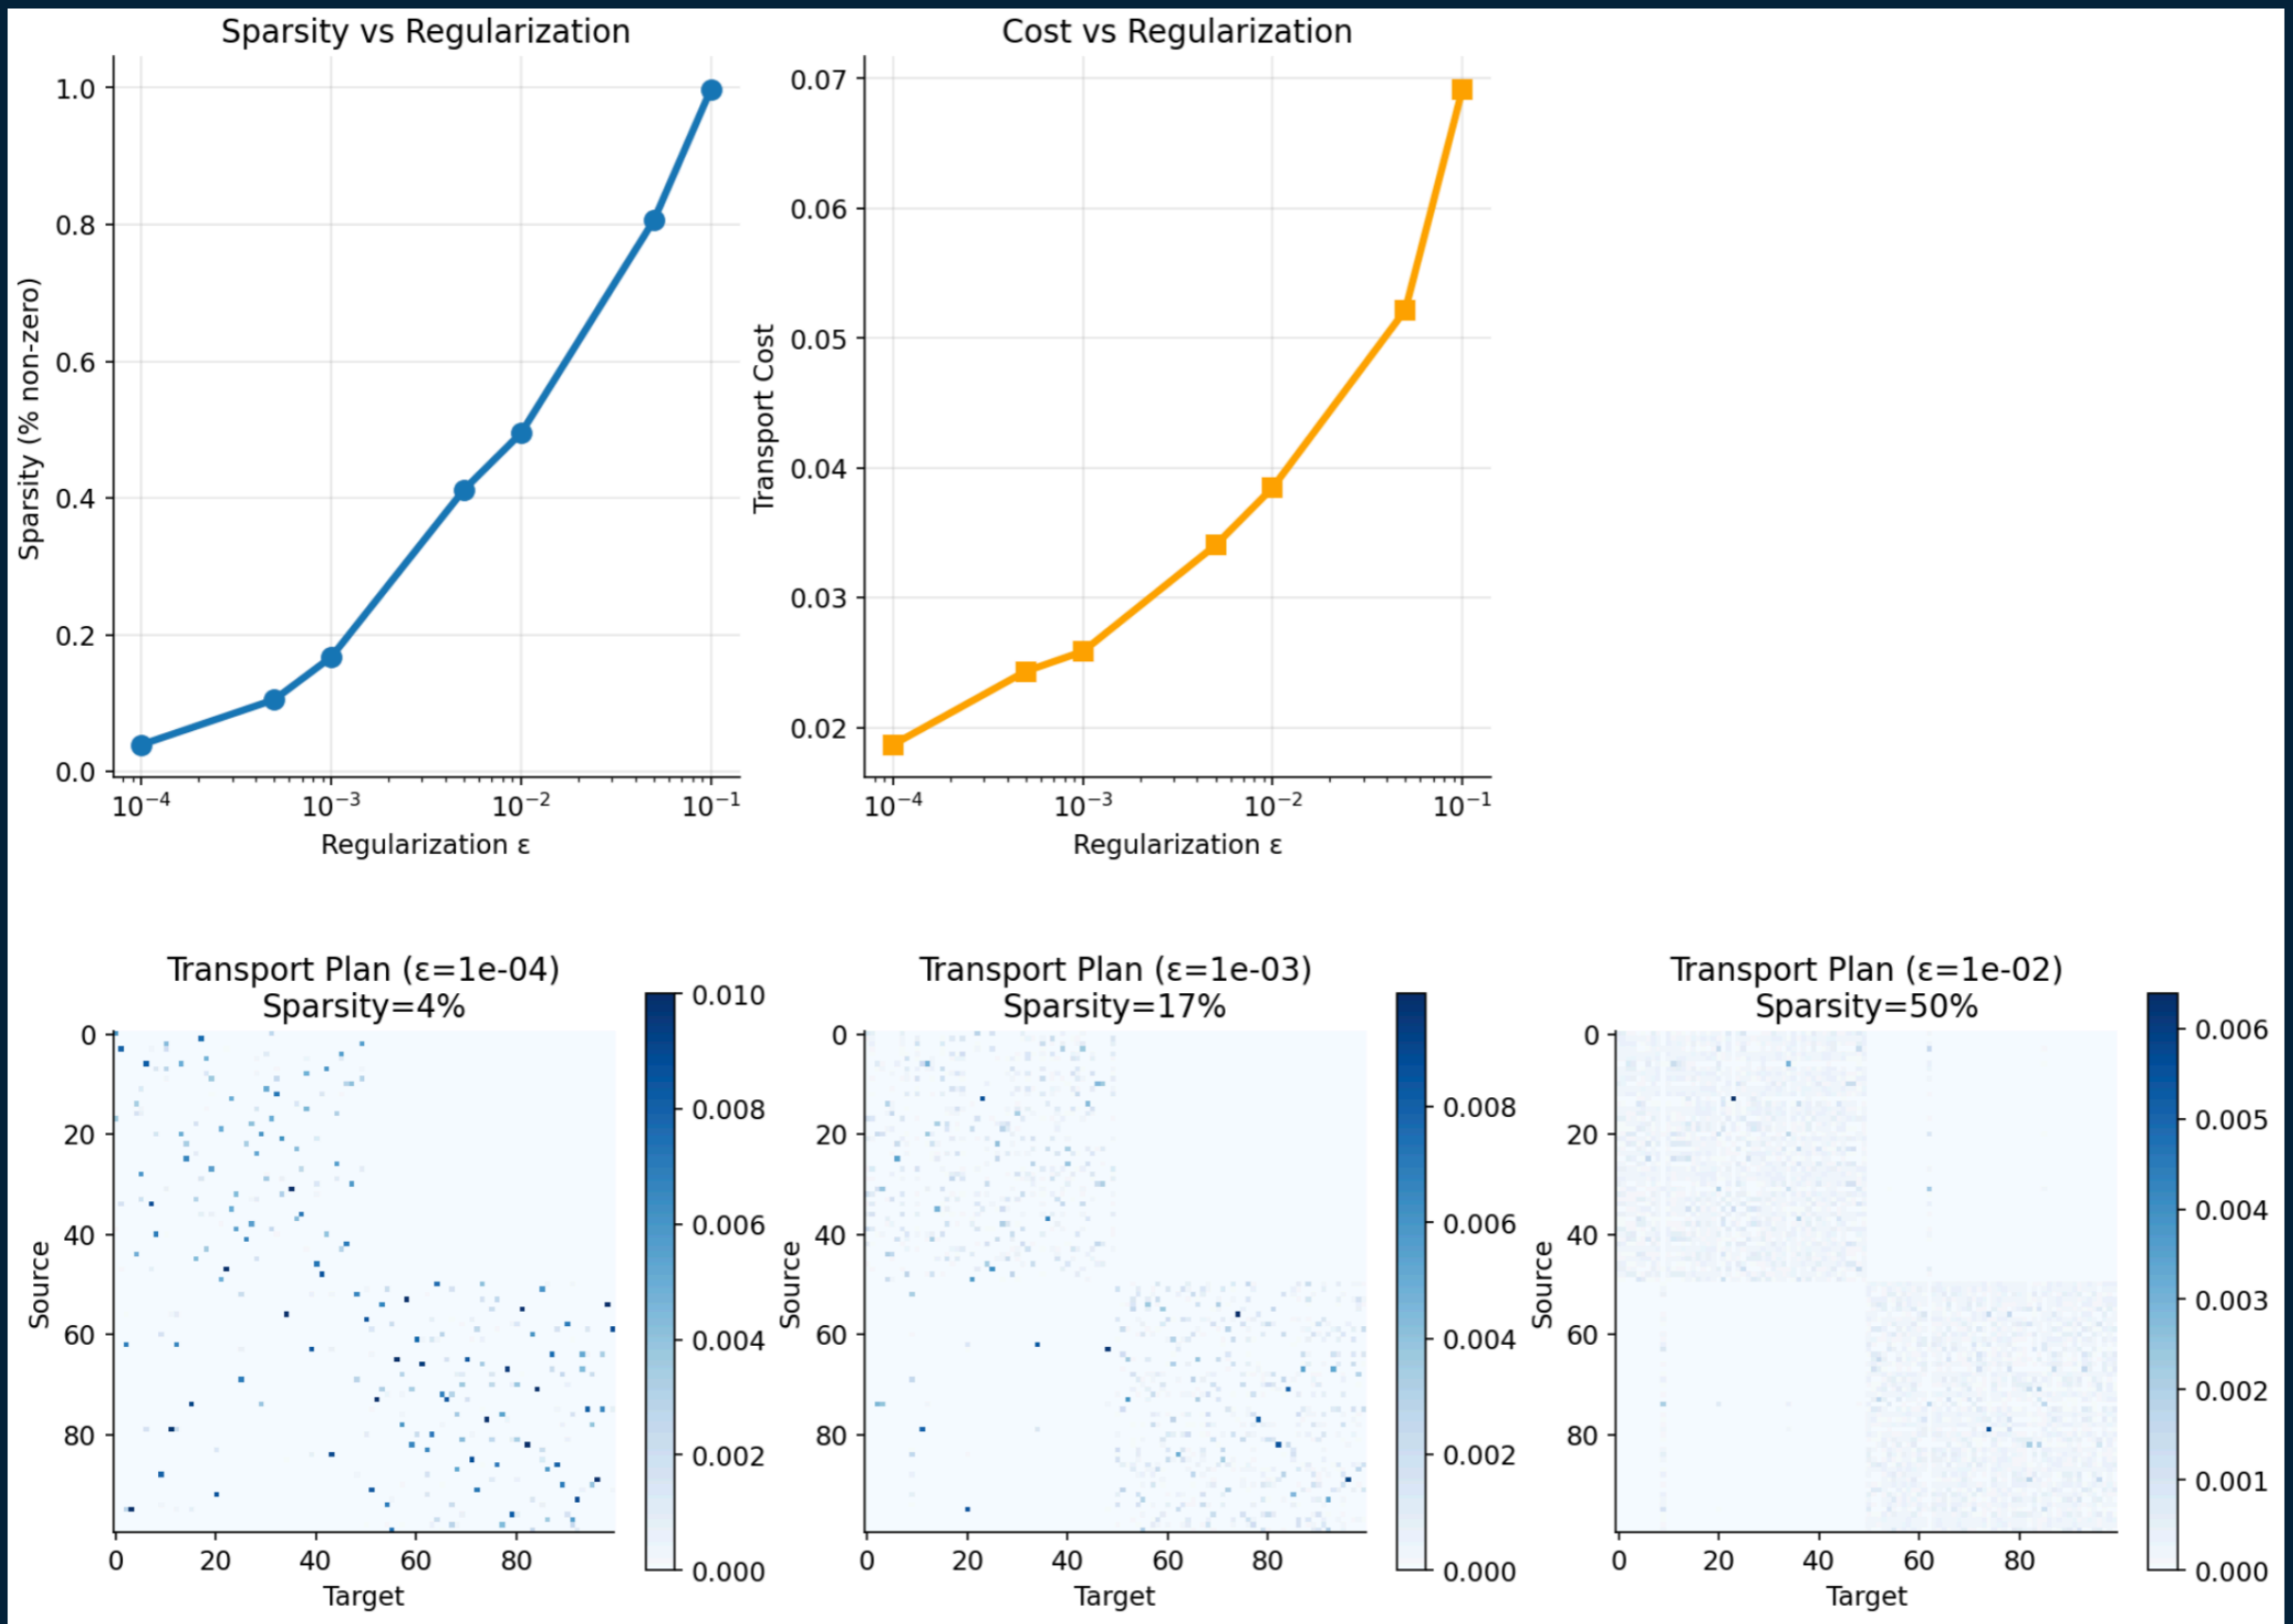 Sparsity vs Regularization
Sparsity (% non-zero)
1.0
0.8
0.6
0.4
0.2
0.0
10⁻⁴ 10⁻³ 10⁻² 10⁻¹
Regularization ε
Cost vs Regularization
Transport Cost
0.07
0.06
0.05
0.04
0.03
0.02
10⁻⁴ 10⁻³ 10⁻² 10⁻¹
Regularization ε
Transport Plan (ε=1e-04)
Sparsity=4%
Source
0
20
40
60
80
0 20 40 60 80
Target
0.010
0.008
0.006
0.004
0.002
0.000
Transport Plan (ε=1e-03)
Sparsity=17%
Source
0
20
40
60
80
0 20 40 60 80
Target
0.008
0.006
0.004
0.002
0.000
Transport Plan (ε=1e-02)
Sparsity=50%
Source
0
20
40
60
80
0 20 40 60 80
Target
0.006
0.005
0.004
0.003
0.002
0.001
0.000